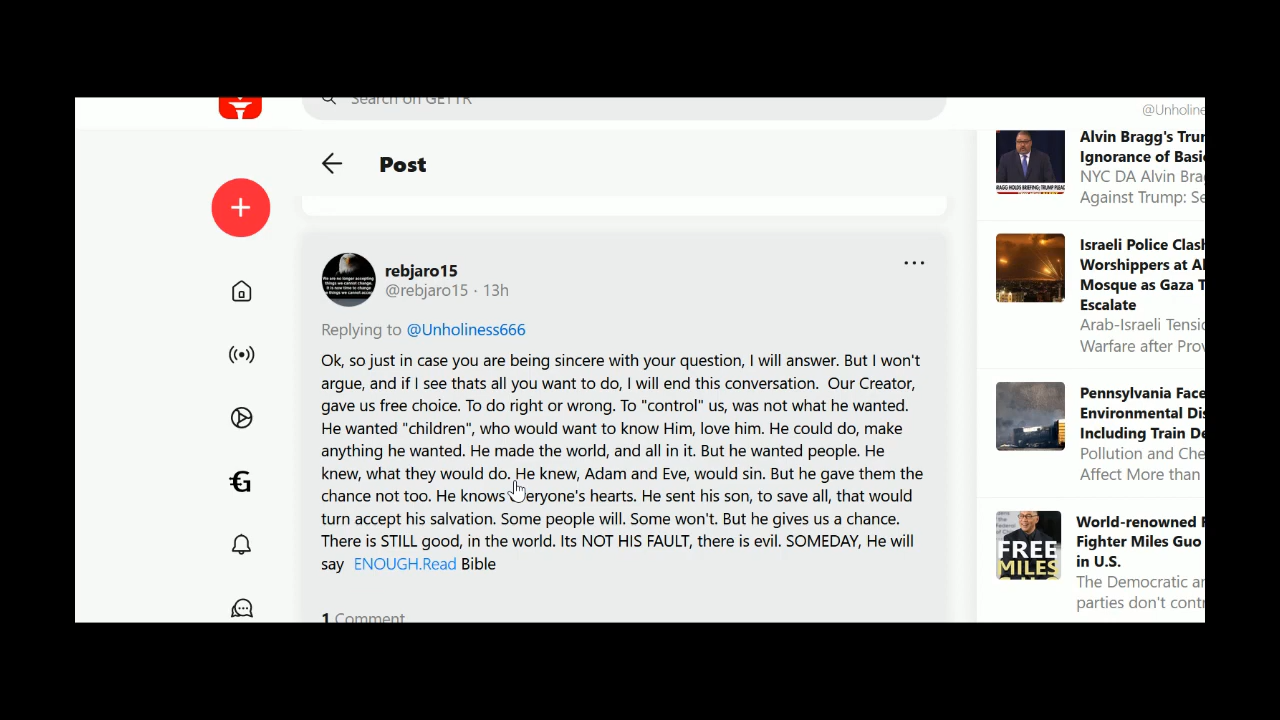 Search on GETTR
@Unholine
Post
rebjaro15
@rebjaro15 · 13h
Replying to @Unholiness666
Ok, so just in case you are being sincere with your question, I will answer. But I won't
argue, and if I see thats all you want to do, I will end this conversation.  Our Creator,
gave us free choice. To do right or wrong. To "control" us, was not what he wanted.
He wanted "children", who would want to know Him, love him. He could do, make
anything he wanted. He made the world, and all in it. But he wanted people. He
knew, what they would do. He knew, Adam and Eve, would sin. But he gave them the
chance not too. He knows everyone's hearts. He sent his son, to save all, that would
turn accept his salvation. Some people will. Some won't. But he gives us a chance.
There is STILL good, in the world. Its NOT HIS FAULT, there is evil. SOMEDAY, He will
say  ENOUGH.Read Bible
1 Comment
Alvin Bragg's Trum
Ignorance of Basic
NYC DA Alvin Brag
Against Trump: Se
Israeli Police Clash
Worshippers at Al
Mosque as Gaza T
Escalate
Arab-Israeli Tensio
Warfare after Prov
Pennsylvania Face
Environmental Dis
Including Train De
Pollution and Che
Affect More than
World-renowned F
Fighter Miles Guo
in U.S.
The Democratic an
parties don't contr
FREE
MILES